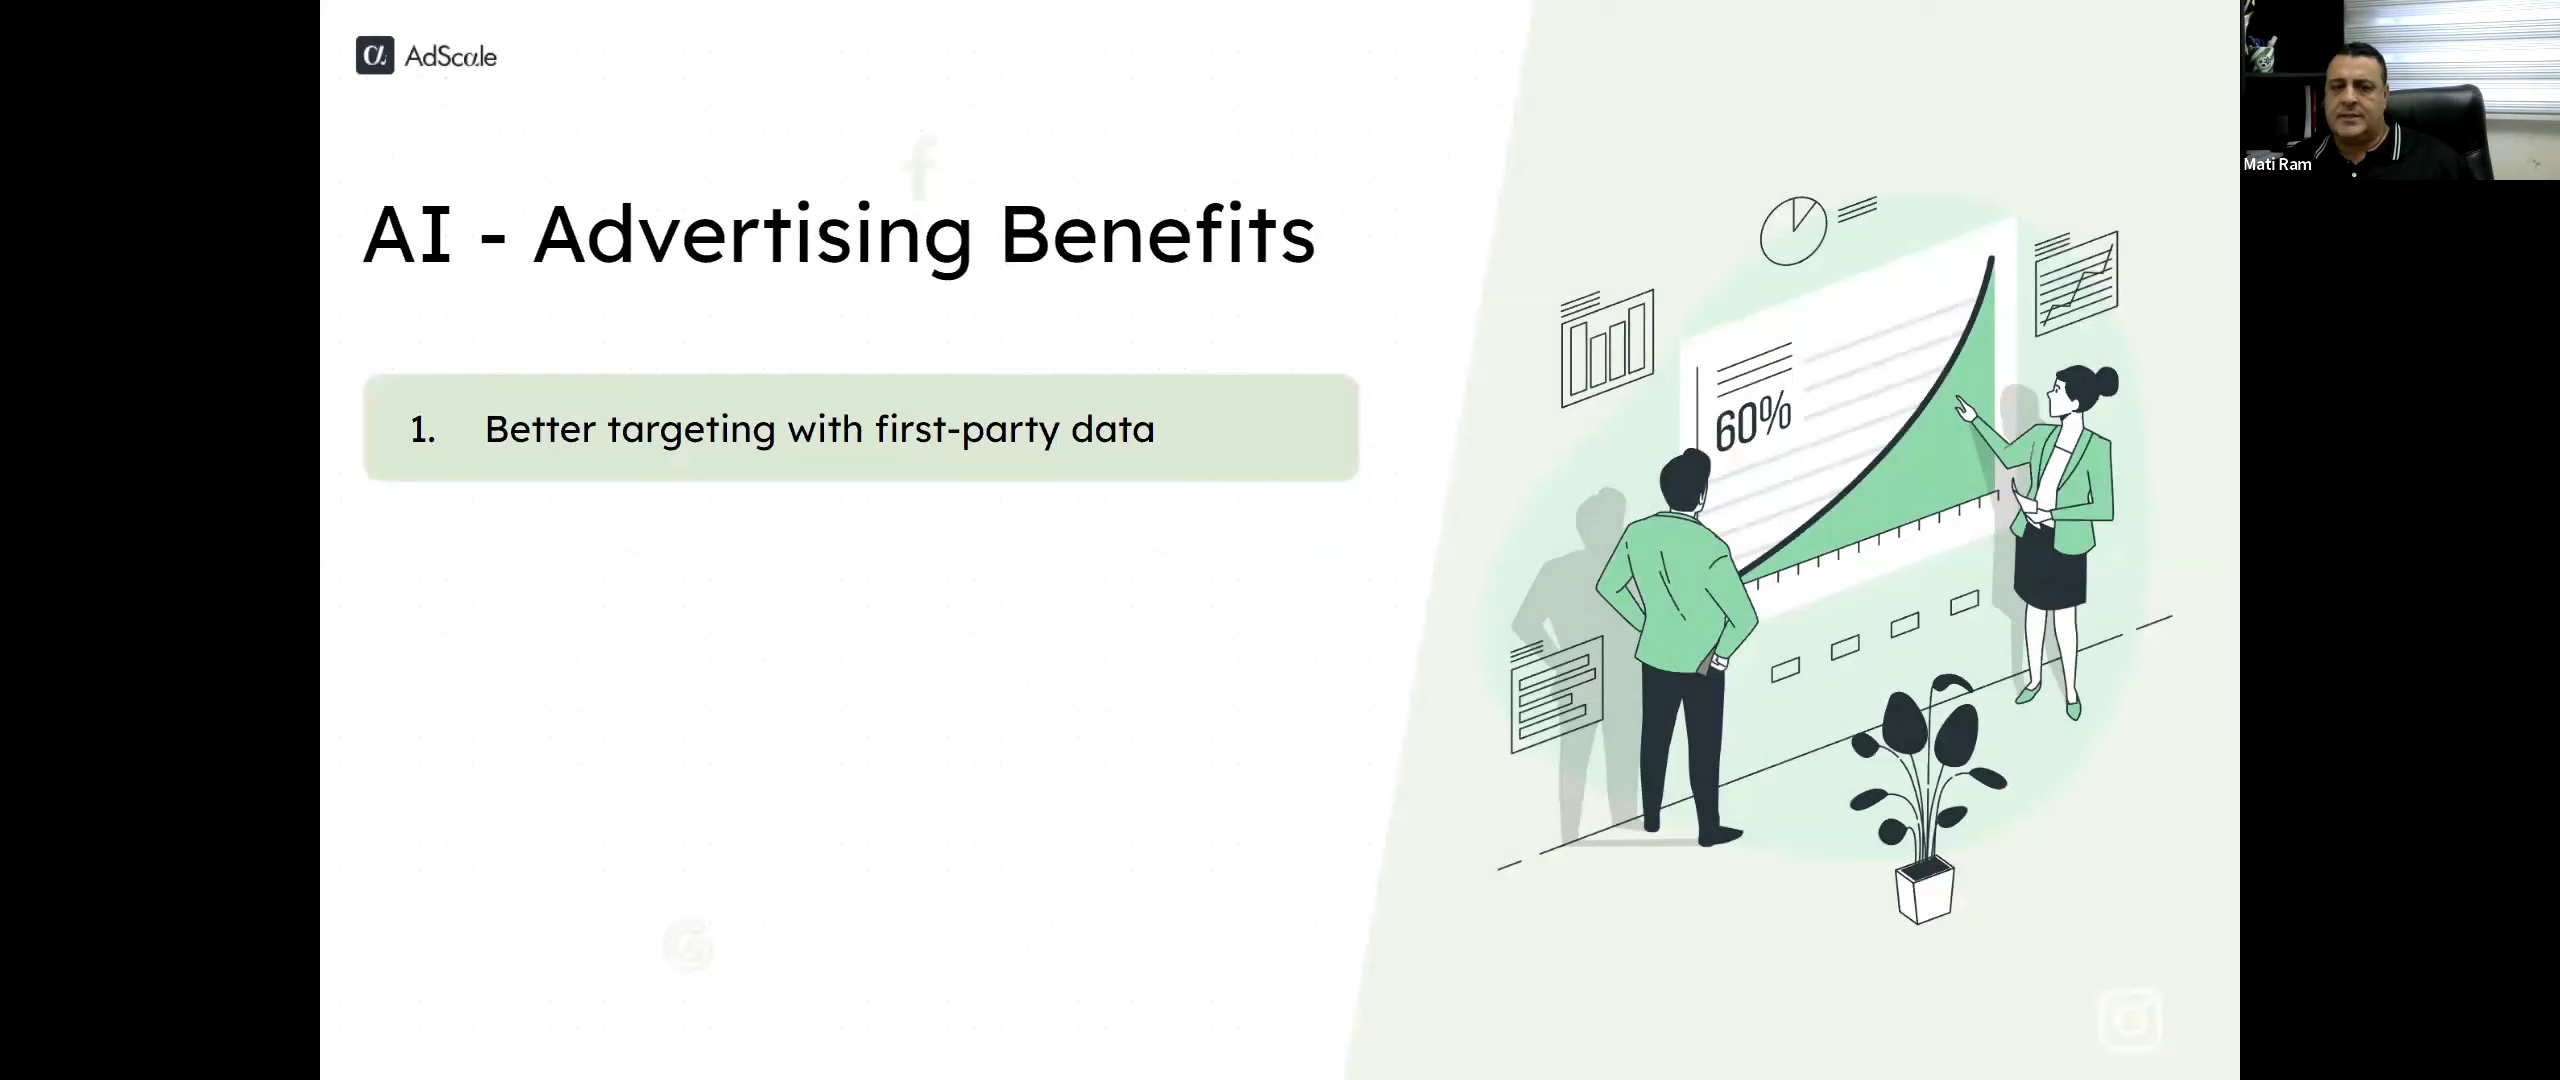 AdScale
Mati Ram
AI - Advertising Benefits
1. Better targeting with first-party data
60%